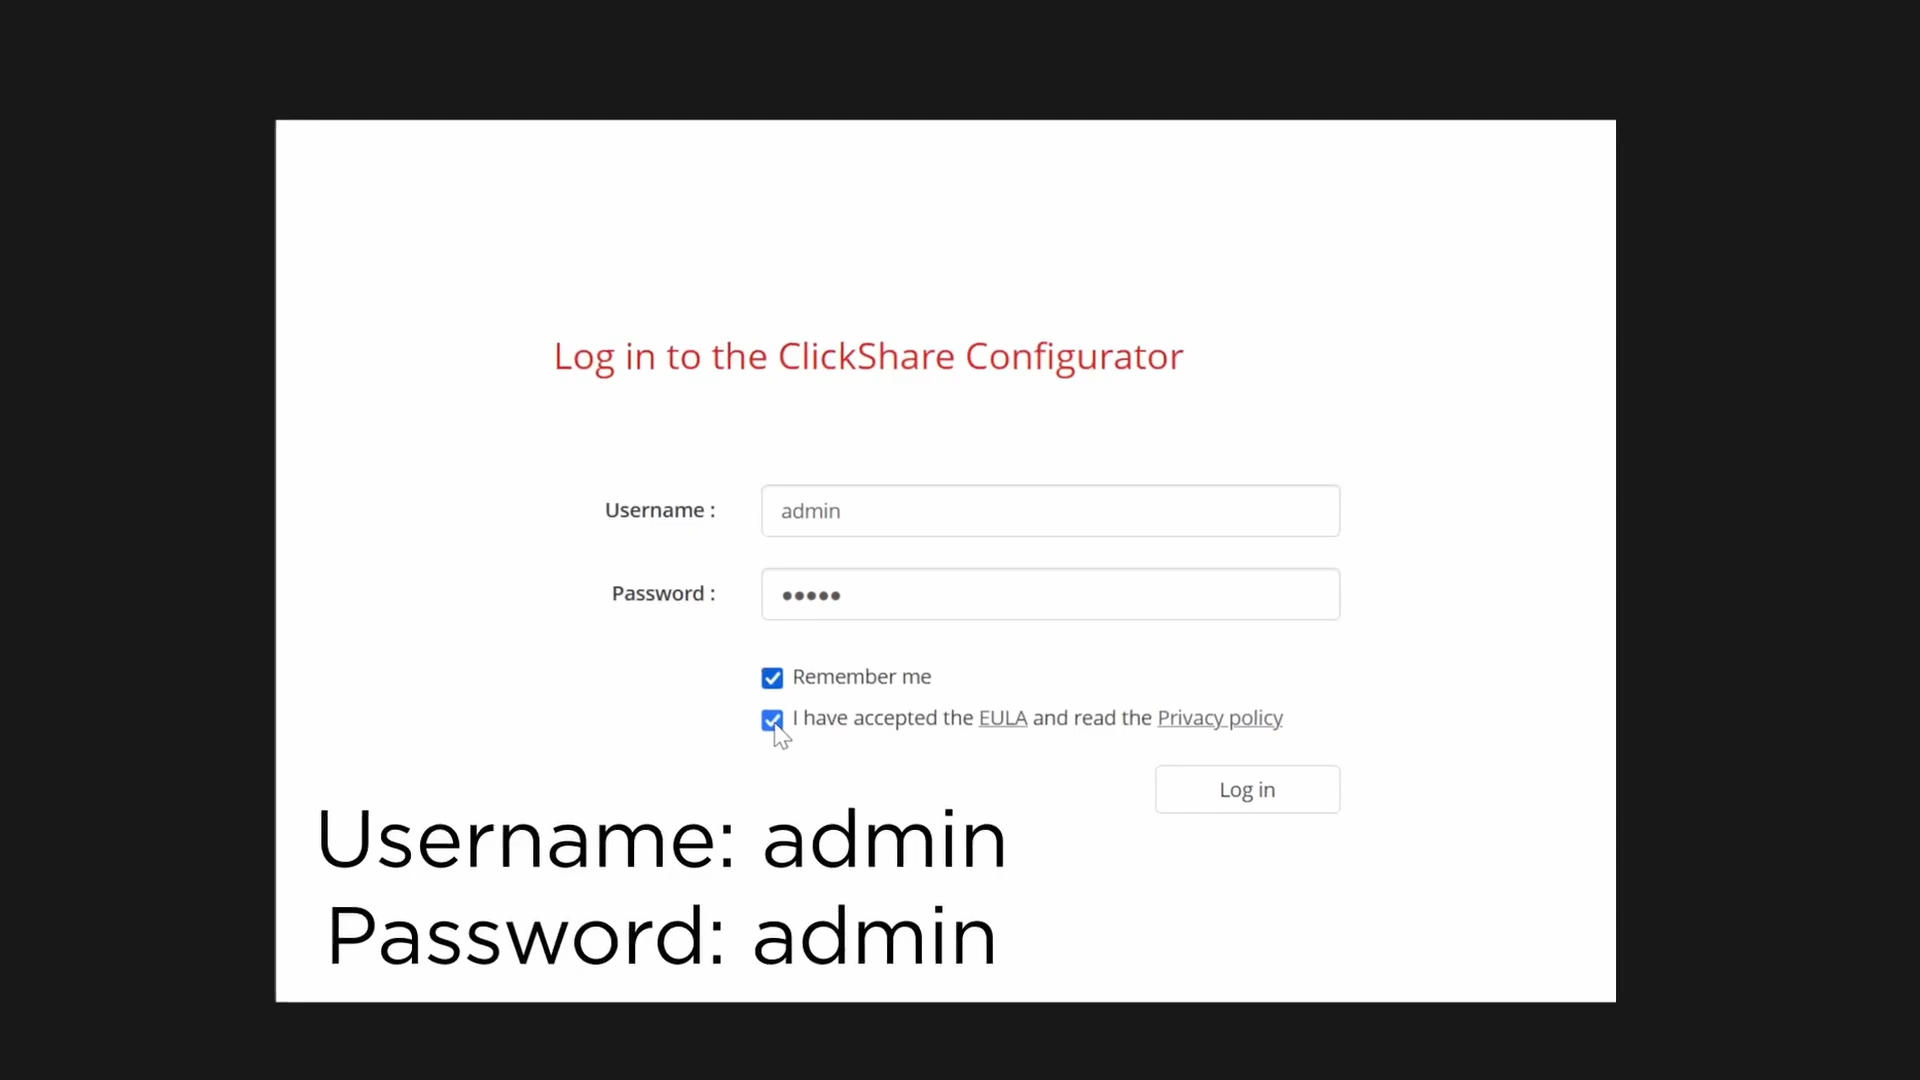 Log in to the ClickShare Configurator
Username : admin
Password : •••••
Remember me
I have accepted the EULA and read the Privacy policy
Log in
Username: admin
Password: admin